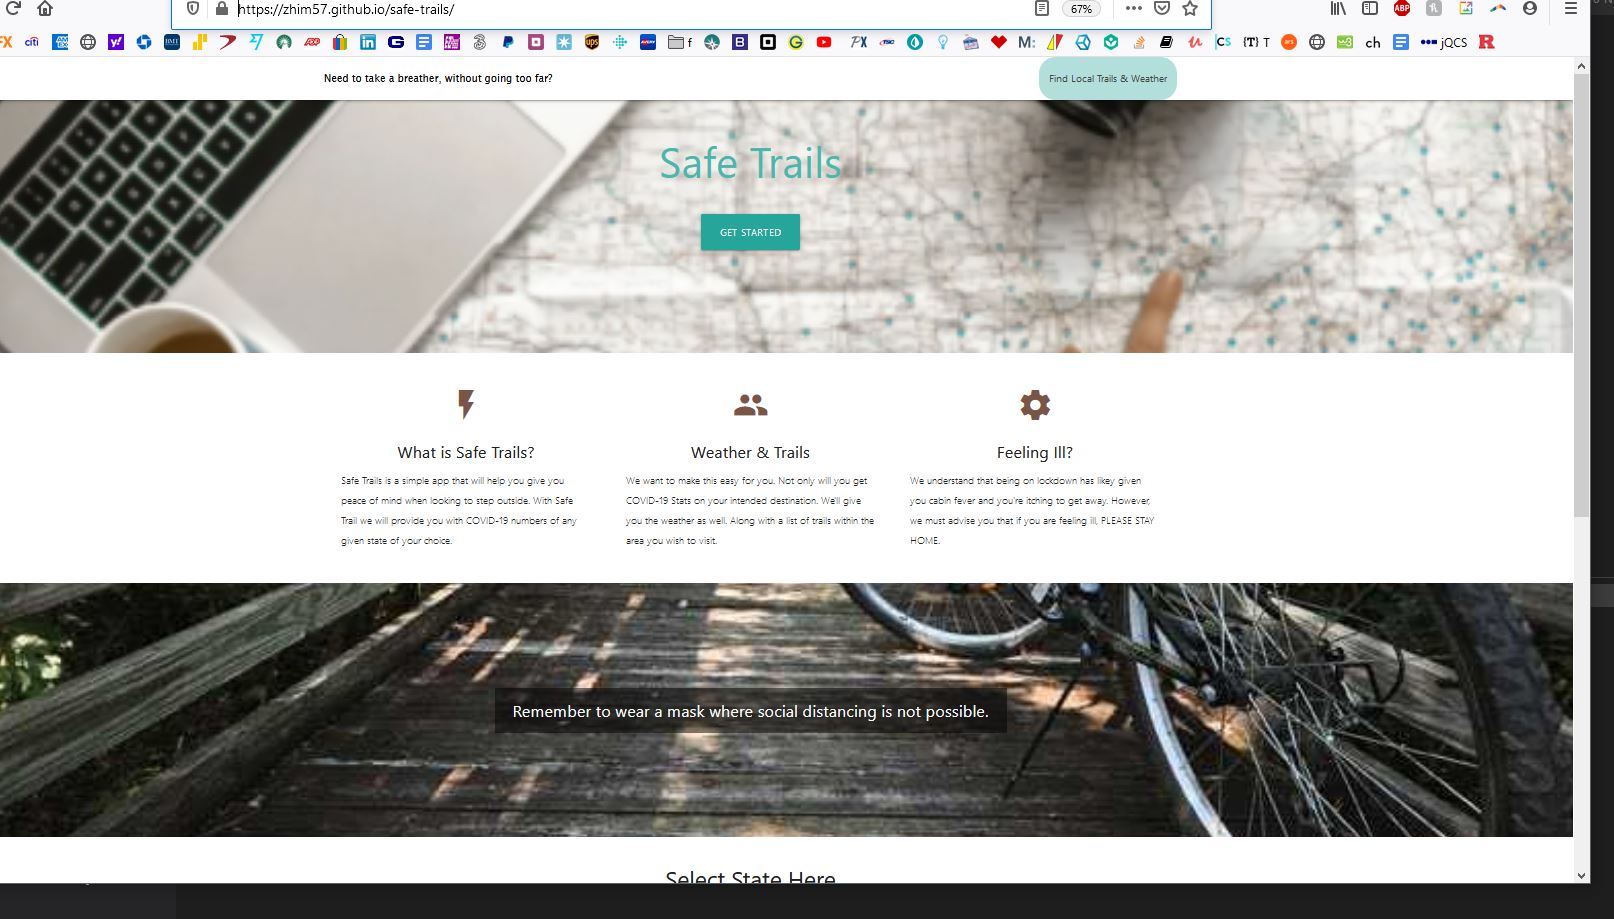 https://zhim57.github.io/safe-trails/
67%
FX citi ABP f B M: CS {T} T ch jQCS R
Need to take a breather, without going too far?
Find Local Trails & Weather
Safe Trails
GET STARTED
What is Safe Trails?
Safe Trails is a simple app that will help you give you
peace of mind when looking to step outside. With Safe
Trail we will provide you with COVID-19 numbers of any
given state of your choice.
Weather & Trails
We want to make this easy for you. Not only will you get
COVID-19 Stats on your intended destination. We'll give
you the weather as well. Along with a list of trails within the
area you wish to visit.
Feeling Ill?
We understand that being on lockdown has likey given
you cabin fever and you're itching to get away. However,
we must advise you that if you are feeling ill, PLEASE STAY
HOME.
Remember to wear a mask where social distancing is not possible.
Select State Here